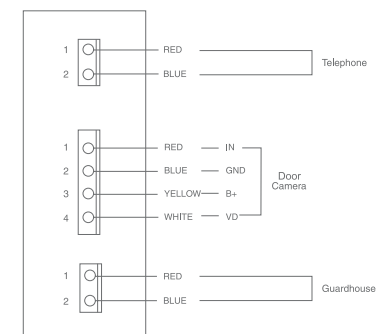 1 RED
Telephone
2 BLUE
1 RED IN
2 BLUE GND
Door
Camera
3 YELLOW B+
4 WHITE VD
1 RED
Guardhouse
2 BLUE